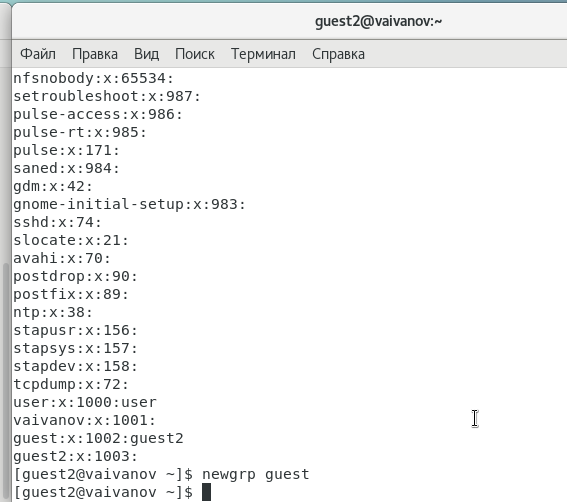 guest2@vaivanov:~
Файл Правка Вид Поиск Терминал Справка
nfsnobody:x:65534:
setroubleshoot:x:987:
pulse-access:x:986:
pulse-rt:x:985:
pulse:x:171:
saned:x:984:
gdm:x:42:
gnome-initial-setup:x:983:
sshd:x:74:
slocate:x:21:
avahi:x:70:
postdrop:x:90:
postfix:x:89:
ntp:x:38:
stapusr:x:156:
stapsys:x:157:
stapdev:x:158:
tcpdump:x:72:
user:x:1000:user
vaivanov:x:1001:
guest:x:1002:guest2
guest2:x:1003:
[guest2@vaivanov ~]$ newgrp guest
[guest2@vaivanov ~]$